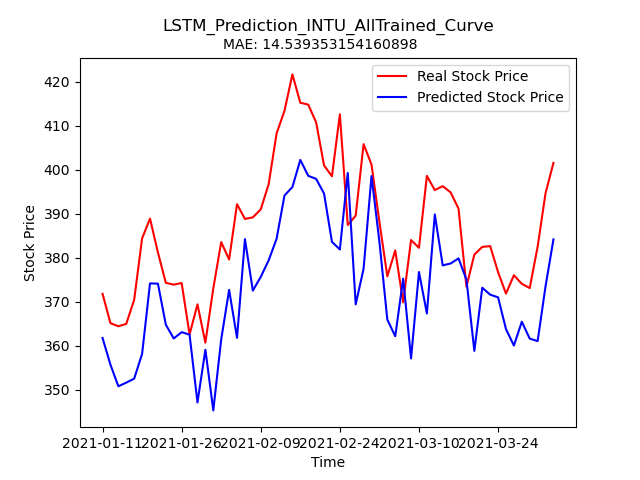 LSTM_Prediction_INTU_AllTrained_Curve
MAE: 14.539353154160898
Real Stock Price
Predicted Stock Price
Stock Price
420
410
400
390
380
370
360
350
2021-01-11
2021-01-26
2021-02-09
2021-02-24
2021-03-10
2021-03-24
Time